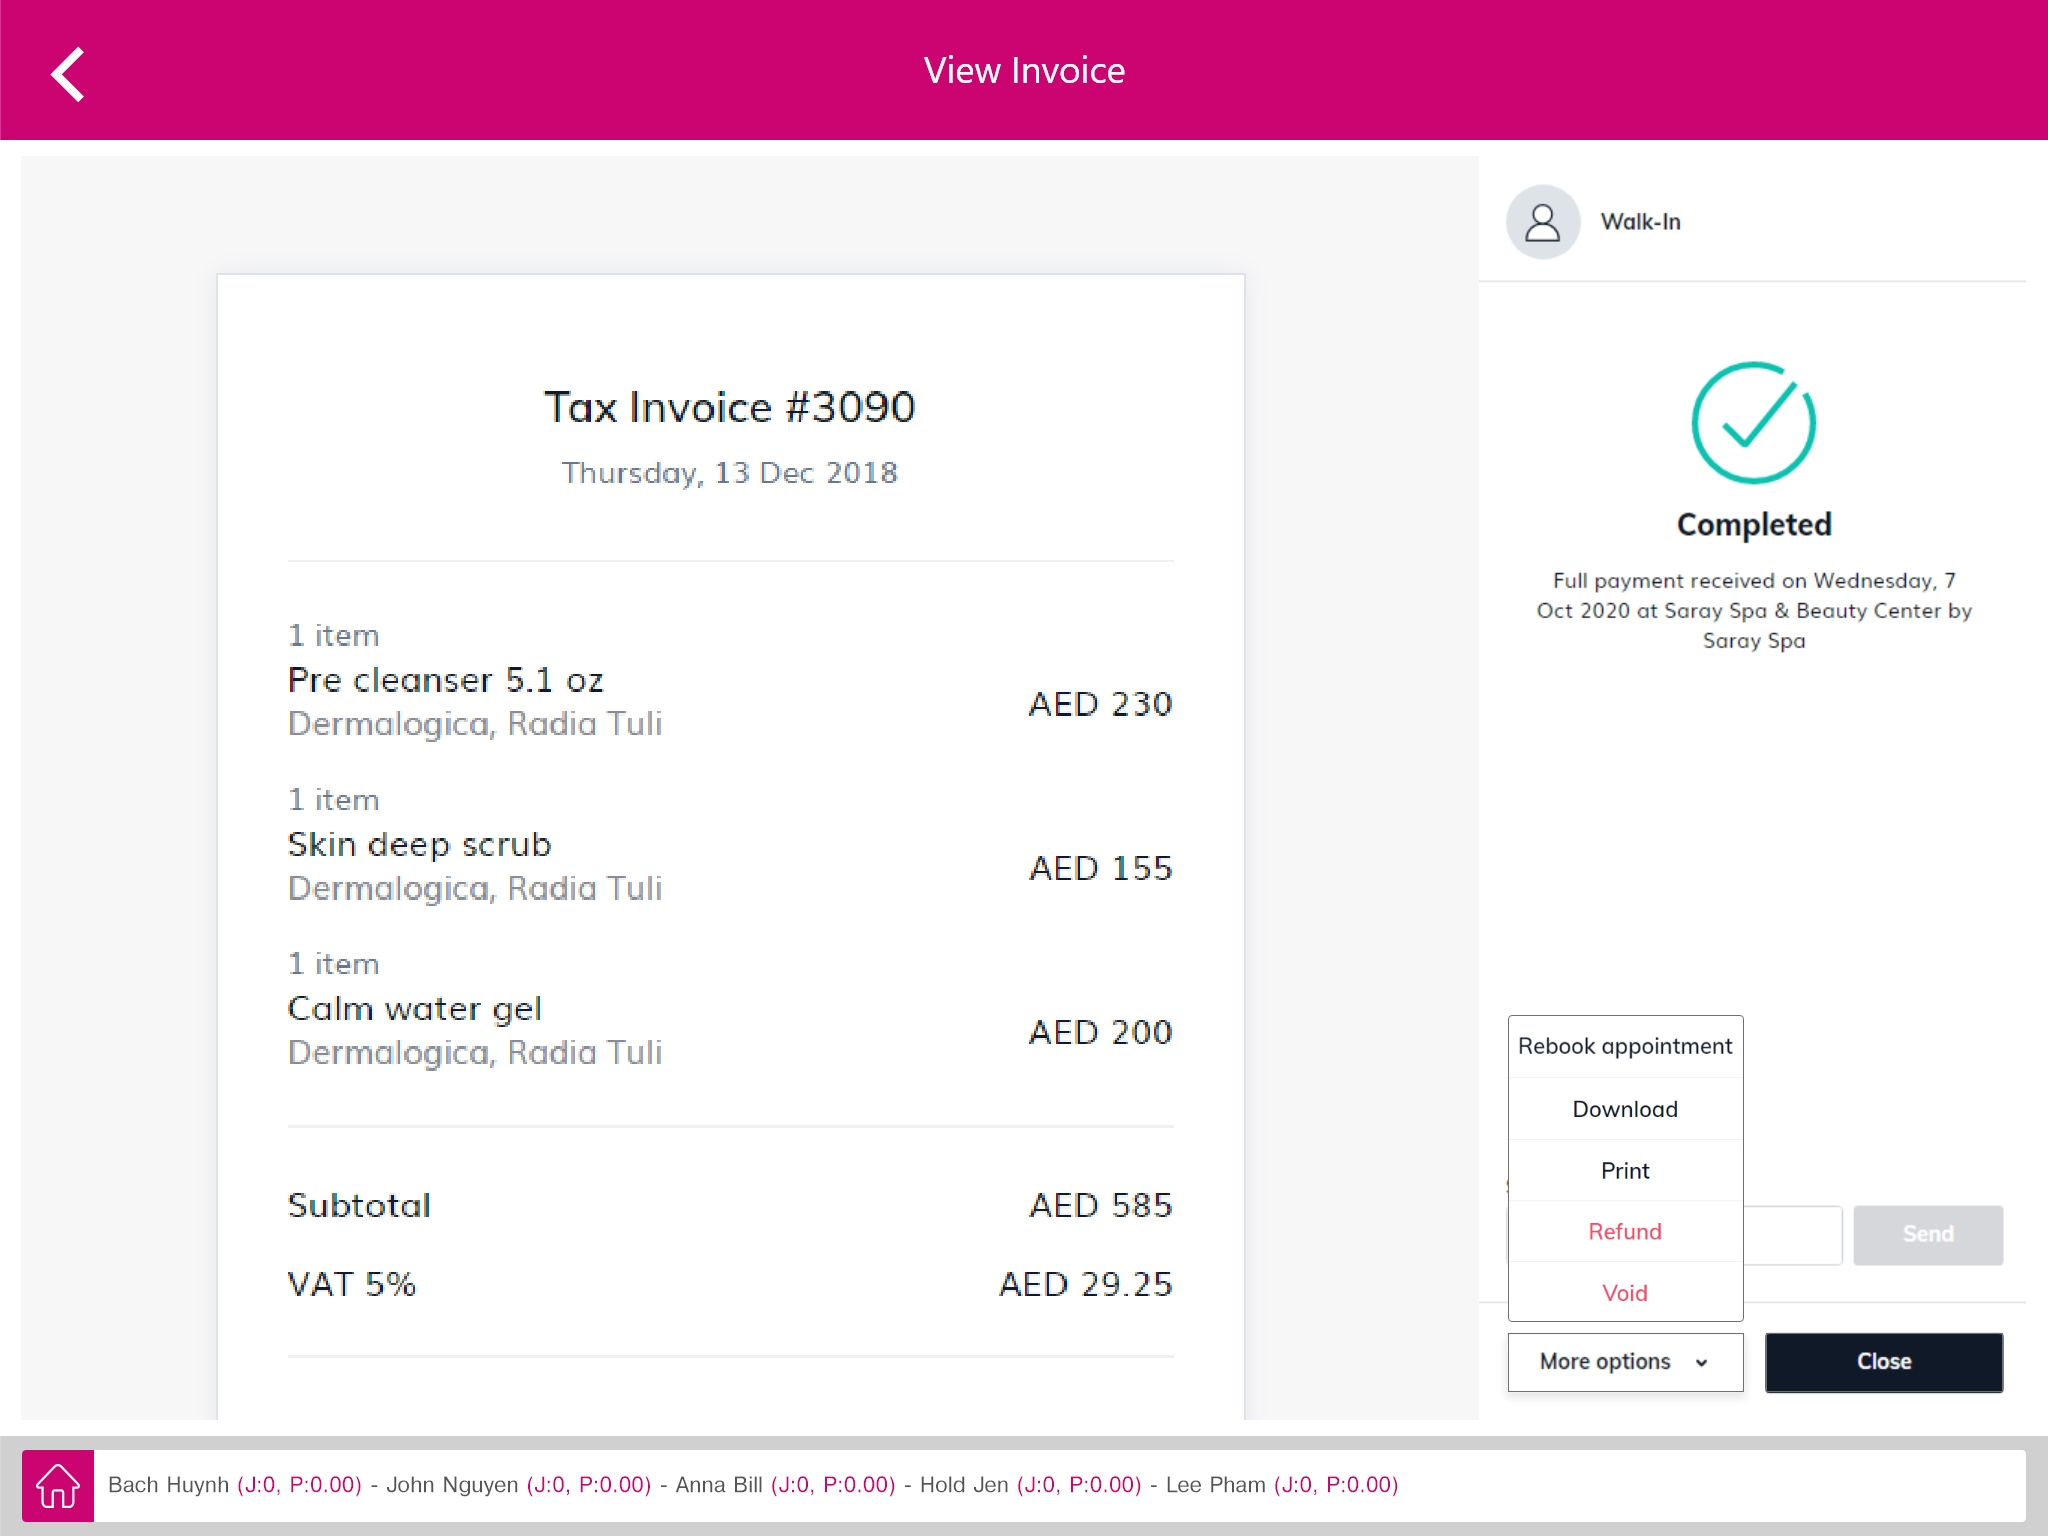 View Invoice
Tax Invoice #3090
Thursday, 13 Dec 2018
1 item
Pre cleanser 5.1 oz
Dermalogica, Radia Tuli
AED 230
1 item
Skin deep scrub
Dermalogica, Radia Tuli
AED 155
1 item
Calm water gel
Dermalogica, Radia Tuli
AED 200
Subtotal
AED 585
VAT 5%
AED 29.25
Walk-In
Completed
Full payment received on Wednesday, 7
Oct 2020 at Saray Spa & Beauty Center by
Saray Spa
Rebook appointment
Download
Print
Refund
Void
Send
More options
Close
Bach Huynh (J:0, P:0.00) - John Nguyen (J:0, P:0.00) - Anna Bill (J:0, P:0.00) - Hold Jen (J:0, P:0.00) - Lee Pham (J:0, P:0.00)